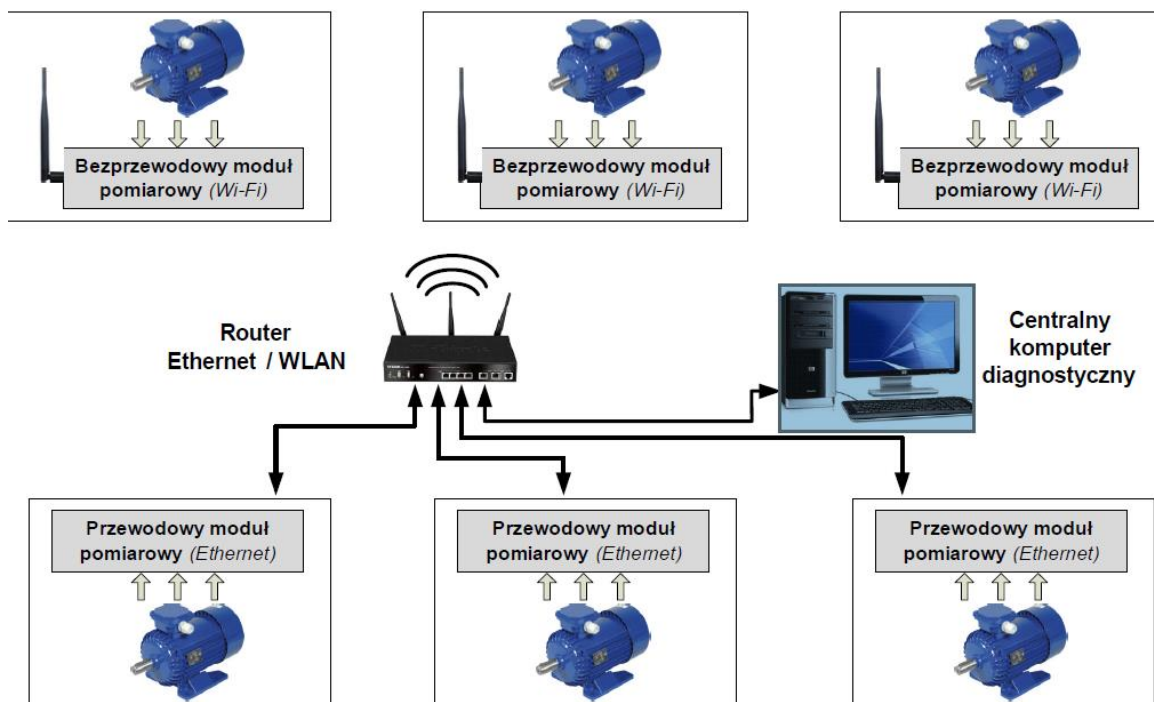 Bezprzewodowy moduł
pomiarowy (Wi-Fi)
Bezprzewodowy moduł
pomiarowy (Wi-Fi)
Bezprzewodowy moduł
pomiarowy (Wi-Fi)
Router
Ethernet / WLAN
Centralny
komputer
diagnostyczny
Przewodowy moduł
pomiarowy (Ethernet)
Przewodowy moduł
pomiarowy (Ethernet)
Przewodowy moduł
pomiarowy (Ethernet)